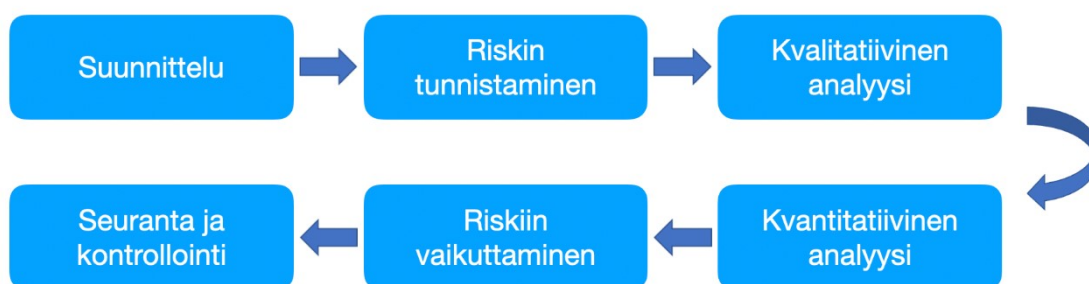 Suunnittelu
Riskin
tunnistaminen
Kvalitatiivinen
analyysi
Kvantitatiivinen
analyysi
Riskiin
vaikuttaminen
Seuranta ja
kontrollointi